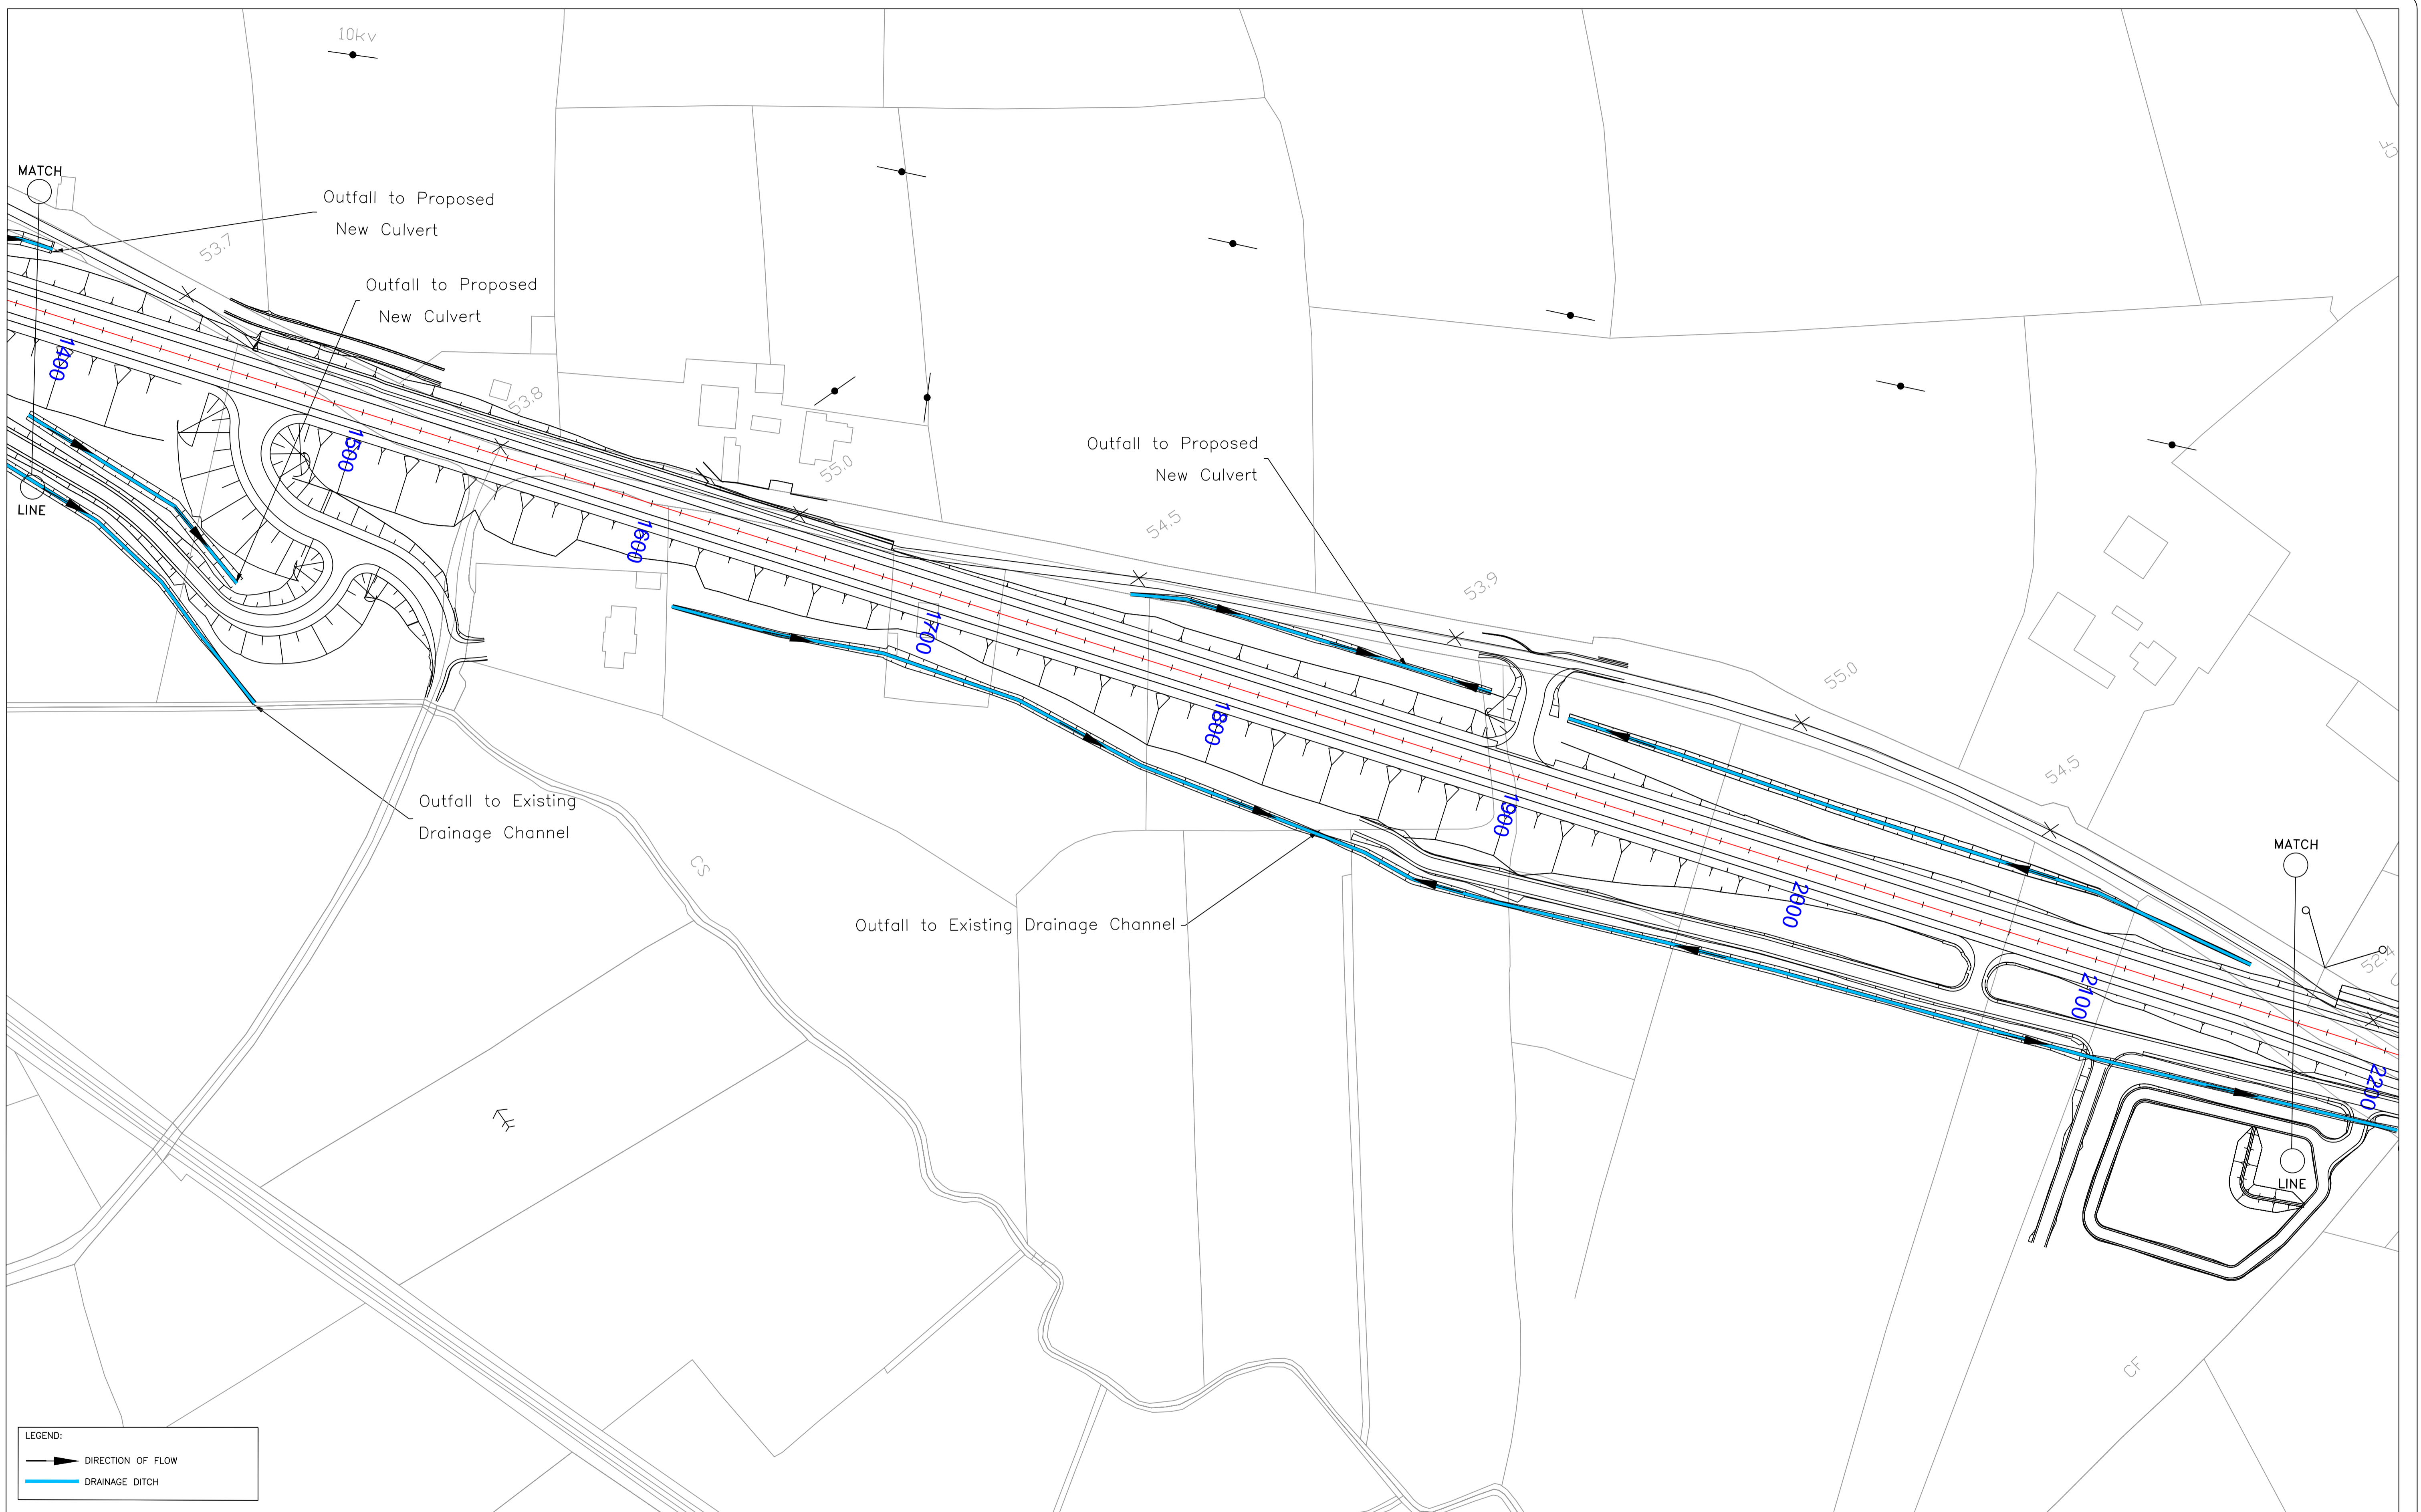 10kv
MATCH
Outfall to Proposed
New Culvert
53.7
Outfall to Proposed
New Culvert
1400
53.8
1500
LINE
55.0
Outfall to Proposed
New Culvert
54.5
1600
53.9
1700
55.0
1800
54.5
Outfall to Existing
Drainage Channel
1900
MATCH
CS
2000
Outfall to Existing Drainage Channel
52.4
2100
2200
LINE
CF
CF
LEGEND:
DIRECTION OF FLOW
DRAINAGE DITCH